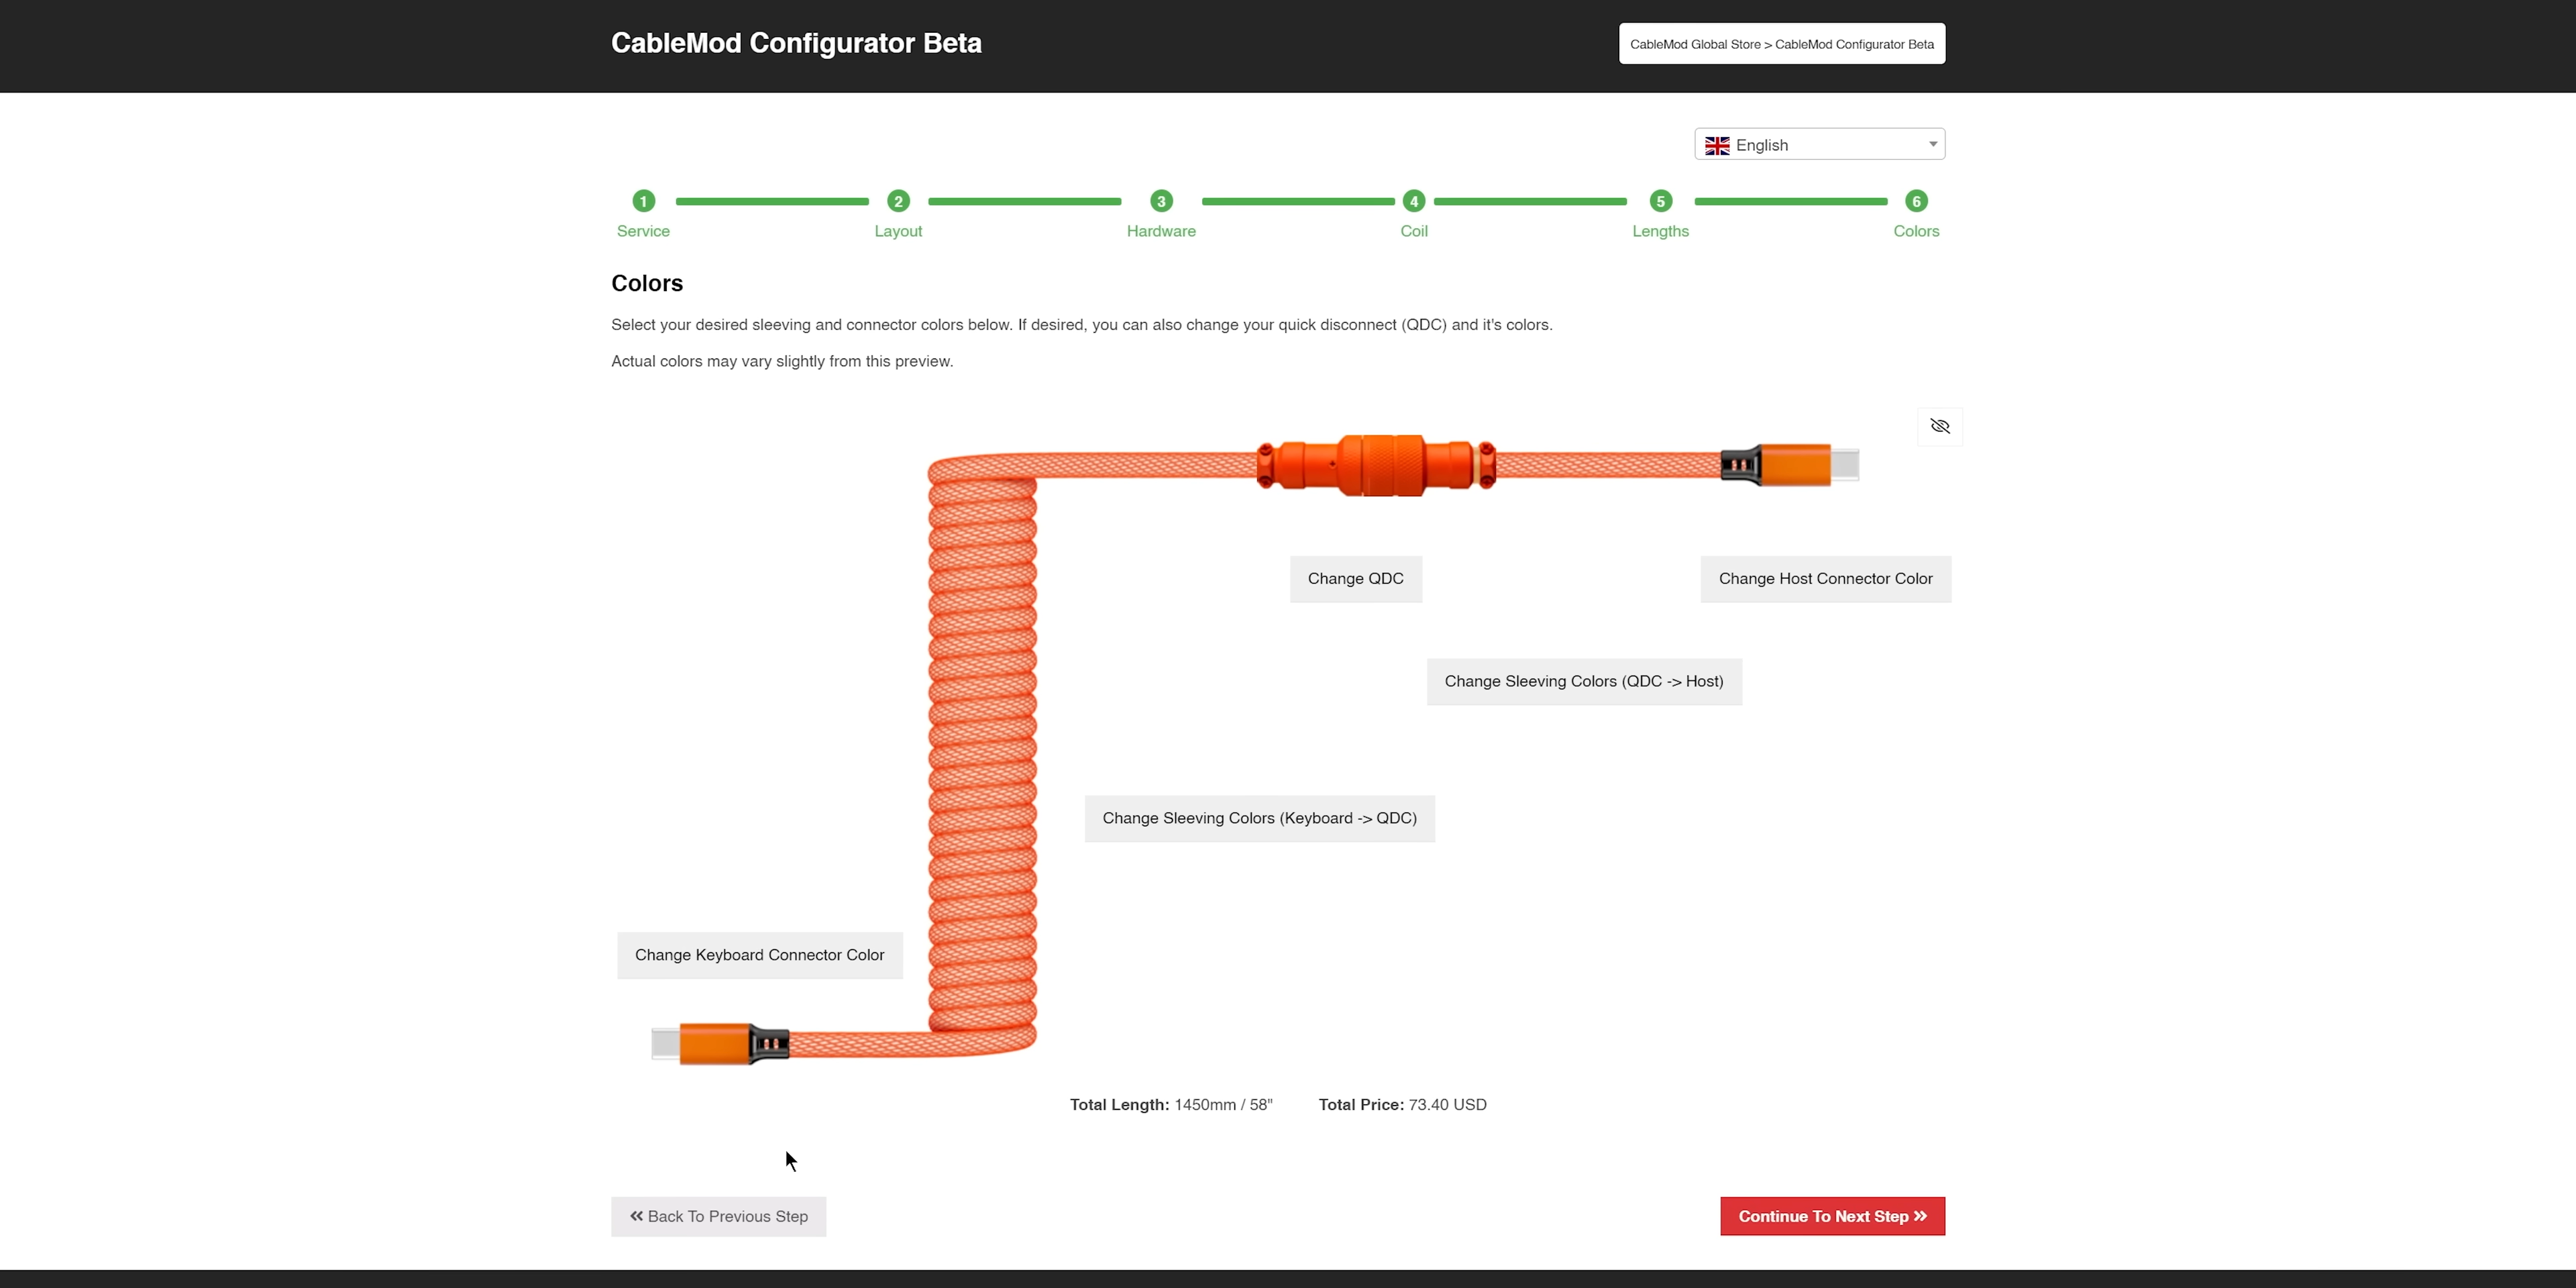 CableMod Configurator Beta
CableMod Global Store > CableMod Configurator Beta
English
1 2 3 4 5 6
Service Layout Hardware Coil Lengths Colors
Colors
Select your desired sleeving and connector colors below. If desired, you can also change your quick disconnect (QDC) and it's colors.
Actual colors may vary slightly from this preview.
Change QDC
Change Host Connector Color
Change Sleeving Colors (QDC -> Host)
Change Sleeving Colors (Keyboard -> QDC)
Change Keyboard Connector Color
Total Length: 1450mm / 58" Total Price: 73.40 USD
Back To Previous Step
Continue To Next Step